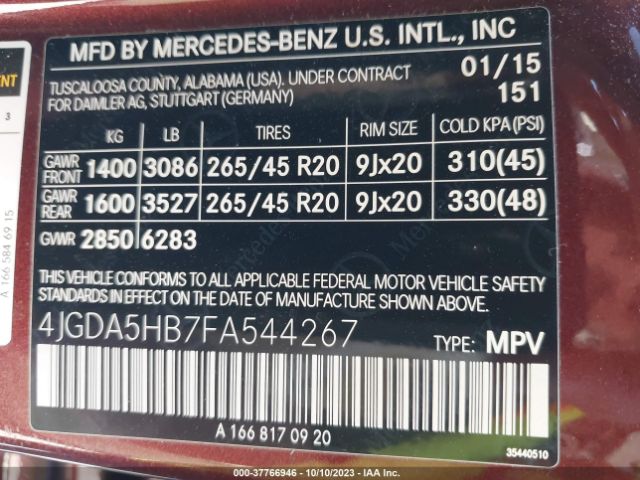 MFD BY MERCEDES-BENZ U.S. INTL., INC
TUSCALOOSA COUNTY, ALABAMA (USA). UNDER CONTRACT
FOR DAIMLER AG, STUTTGART (GERMANY)
01/15
151
KG LB TIRES RIM SIZE COLD KPA(PSI)
GAWR FRONT 1400 3086 265/45 R20 9Jx20 310(45)
GAWR REAR 1600 3527 265/45 R20 9Jx20 330(48)
GVWR 2850 6283
THIS VEHICLE CONFORMS TO ALL APPLICABLE FEDERAL MOTOR VEHICLE SAFETY
STANDARDS IN EFFECT ON THE DATE OF MANUFACTURE SHOWN ABOVE.
4JGDA5HB7FA544267 TYPE: MPV
A 166 817 09 20
35440510
3
A 166 584 69 15
000-37766946 - 10/10/2023 - IAA Inc.